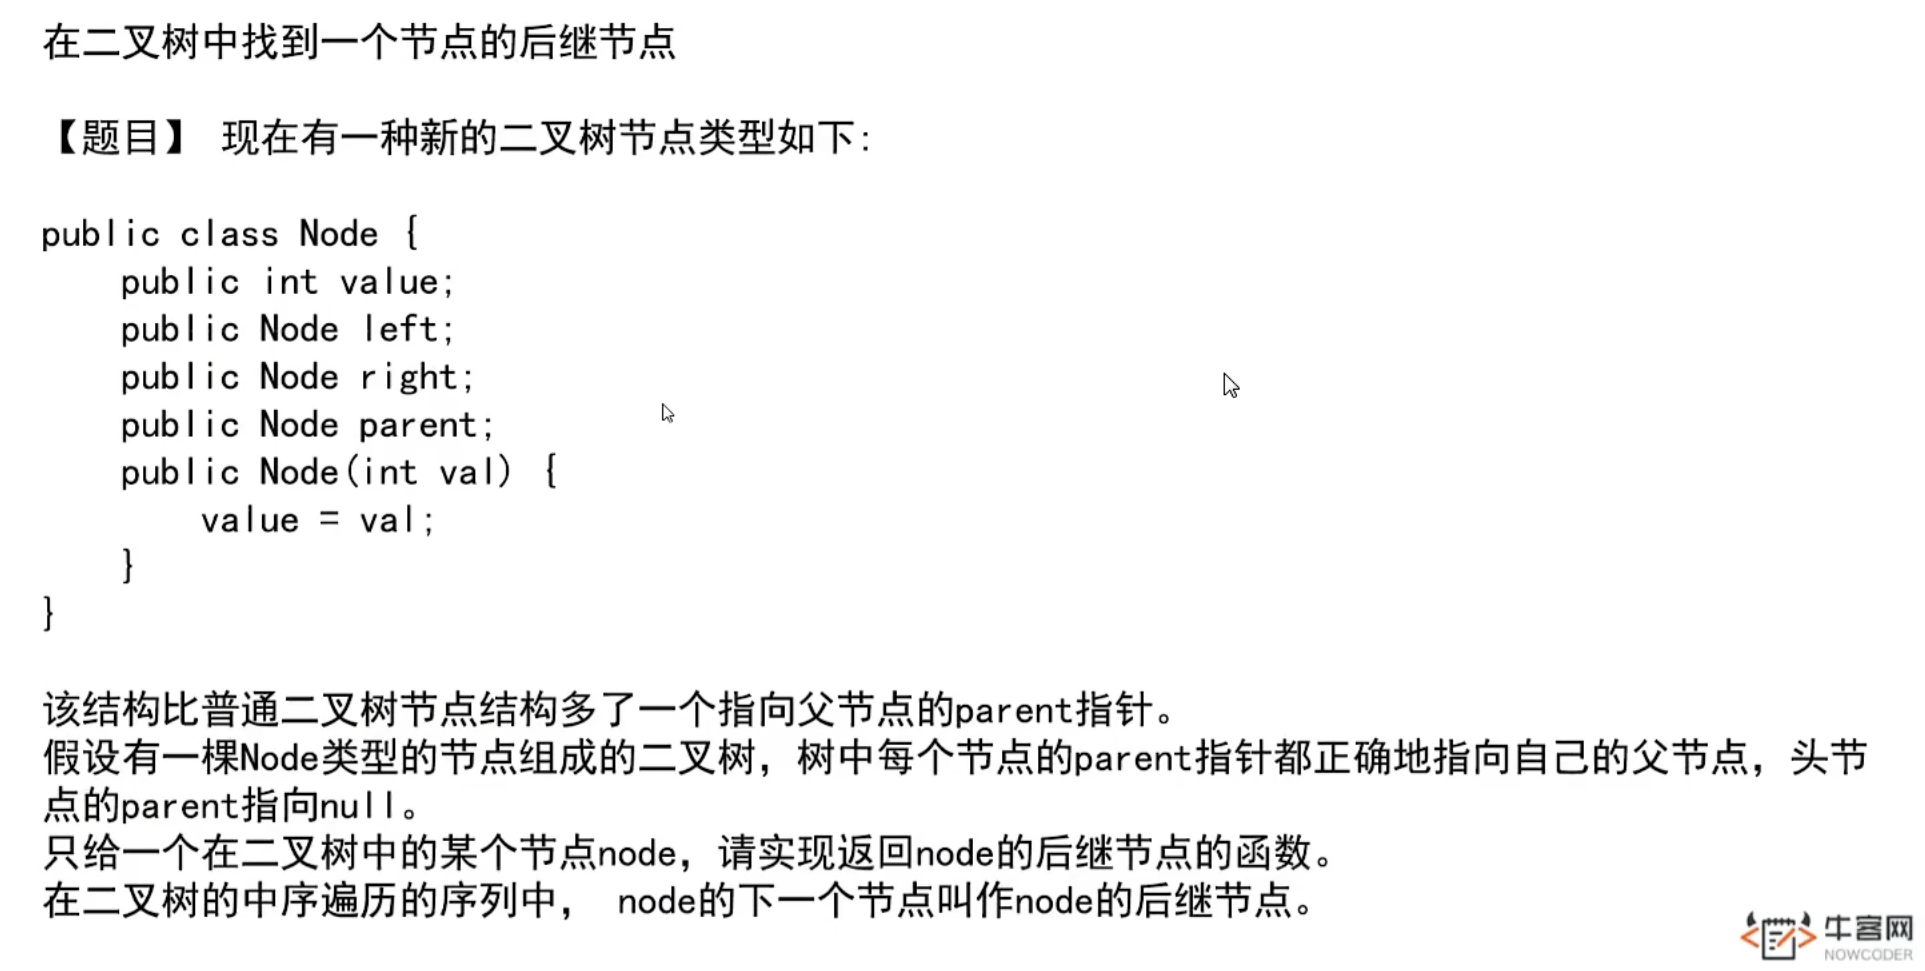 在二叉树中找到一个节点的后继节点
【题目】 现在有一种新的二叉树节点类型如下:
public class Node {
    public int value;
    public Node left;
    public Node right;
    public Node parent;
    public Node(int val) {
        value = val;
    }
}
该结构比普通二叉树节点结构多了一个指向父节点的parent指针。
假设有一棵Node类型的节点组成的二叉树，树中每个节点的parent指针都正确地指向自己的父节点，头节
点的parent指向null。
只给一个在二叉树中的某个节点node，请实现返回node的后继节点的函数。
在二叉树的中序遍历的序列中， node的下一个节点叫作node的后继节点。
牛客网
NOWCODER